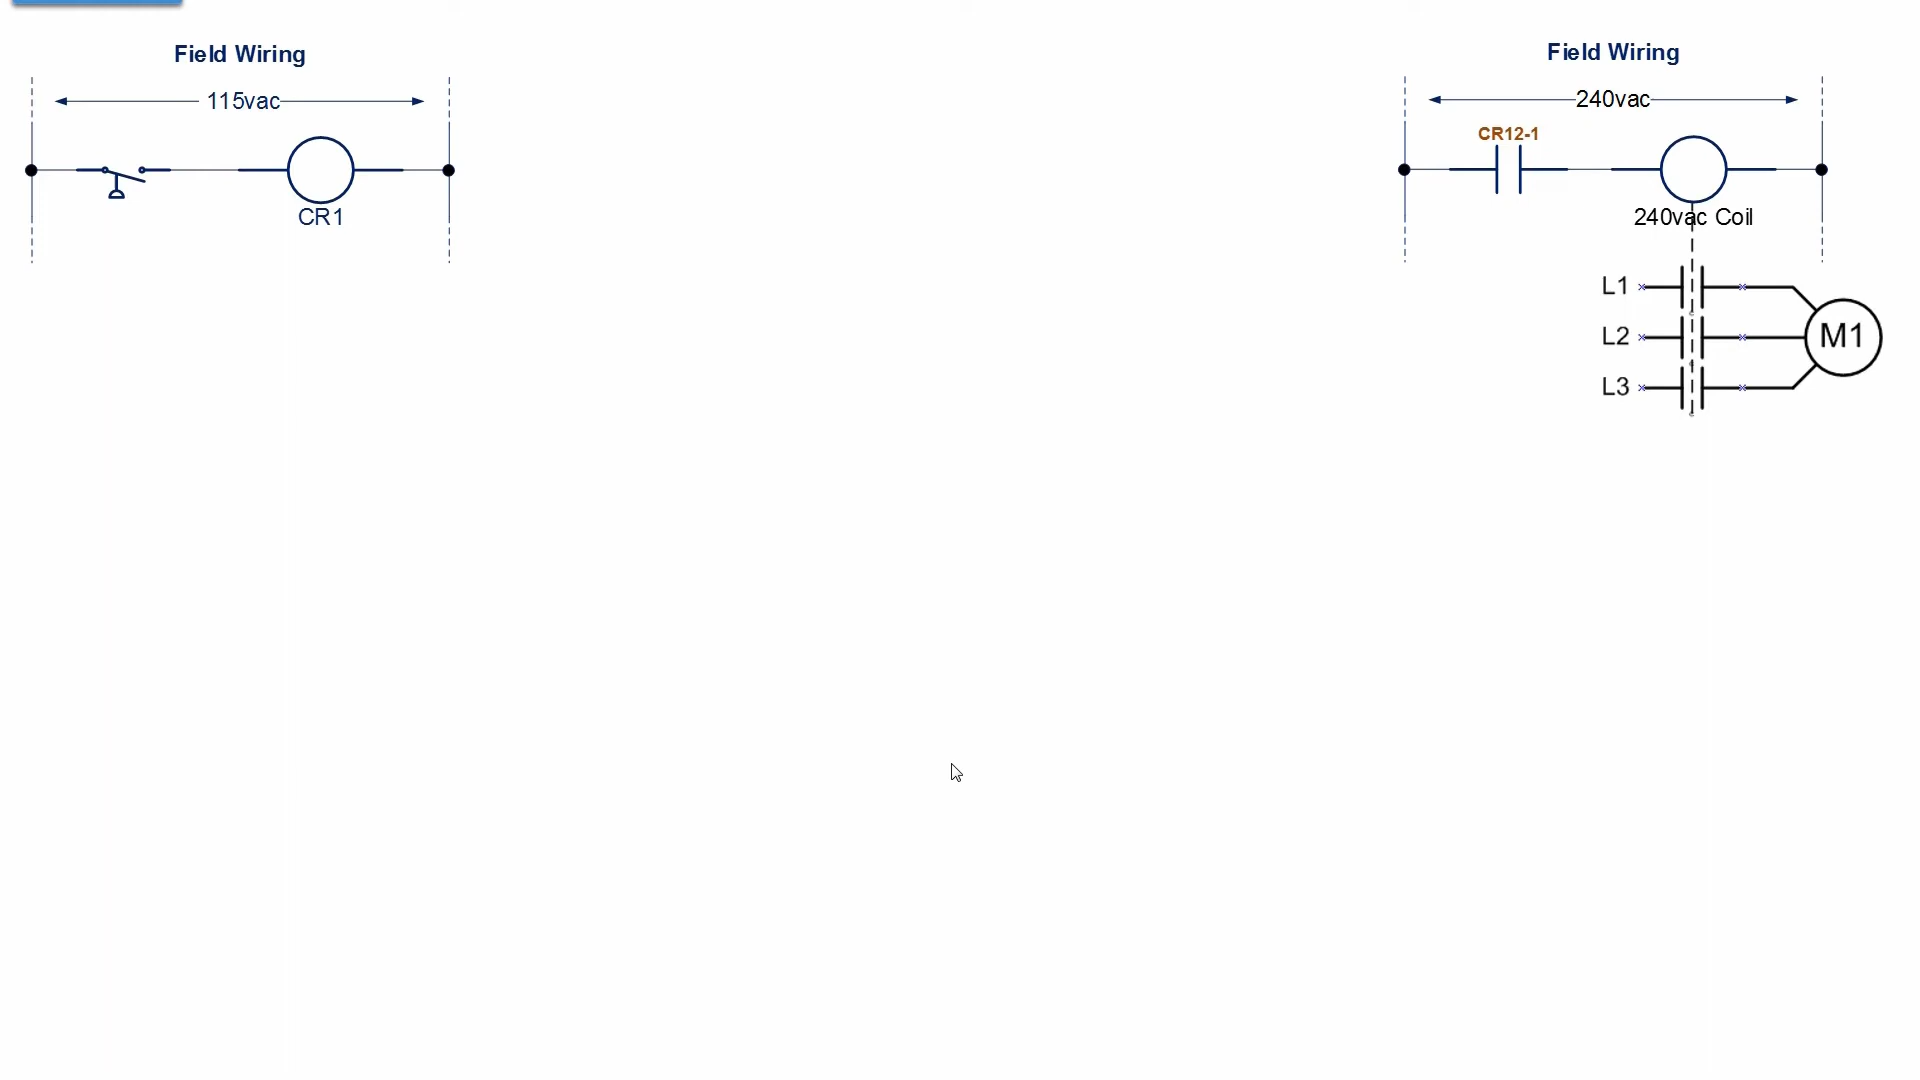 Field Wiring
115vac
CR1
Field Wiring
240vac
CR12-1
240vac Coil
L1
L2
M1
L3